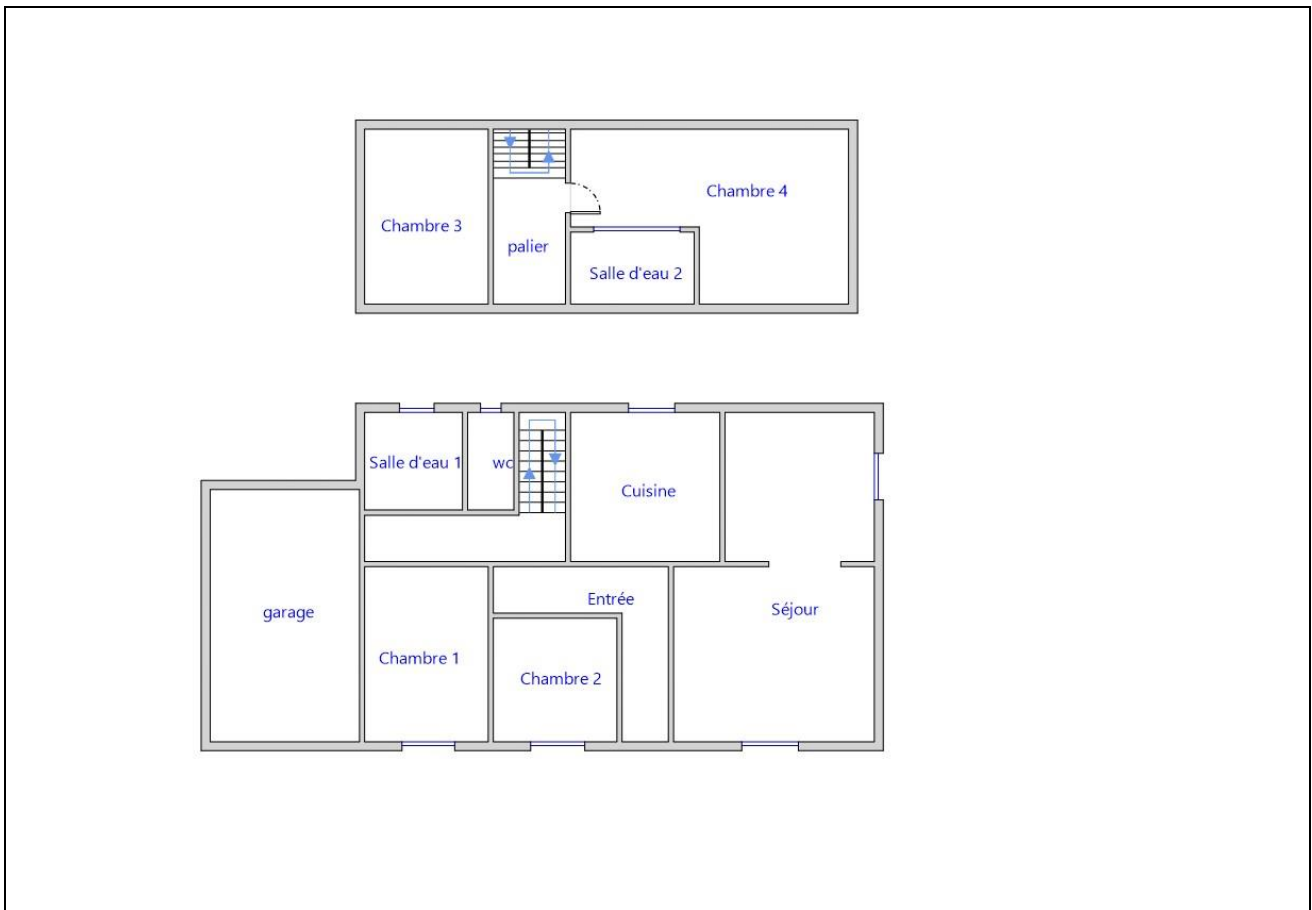 Chambre 4
Chambre 3
palier
Salle d'eau 2
Salle d'eau 1
wc
Cuisine
Entrée
Séjour
garage
Chambre 1
Chambre 2